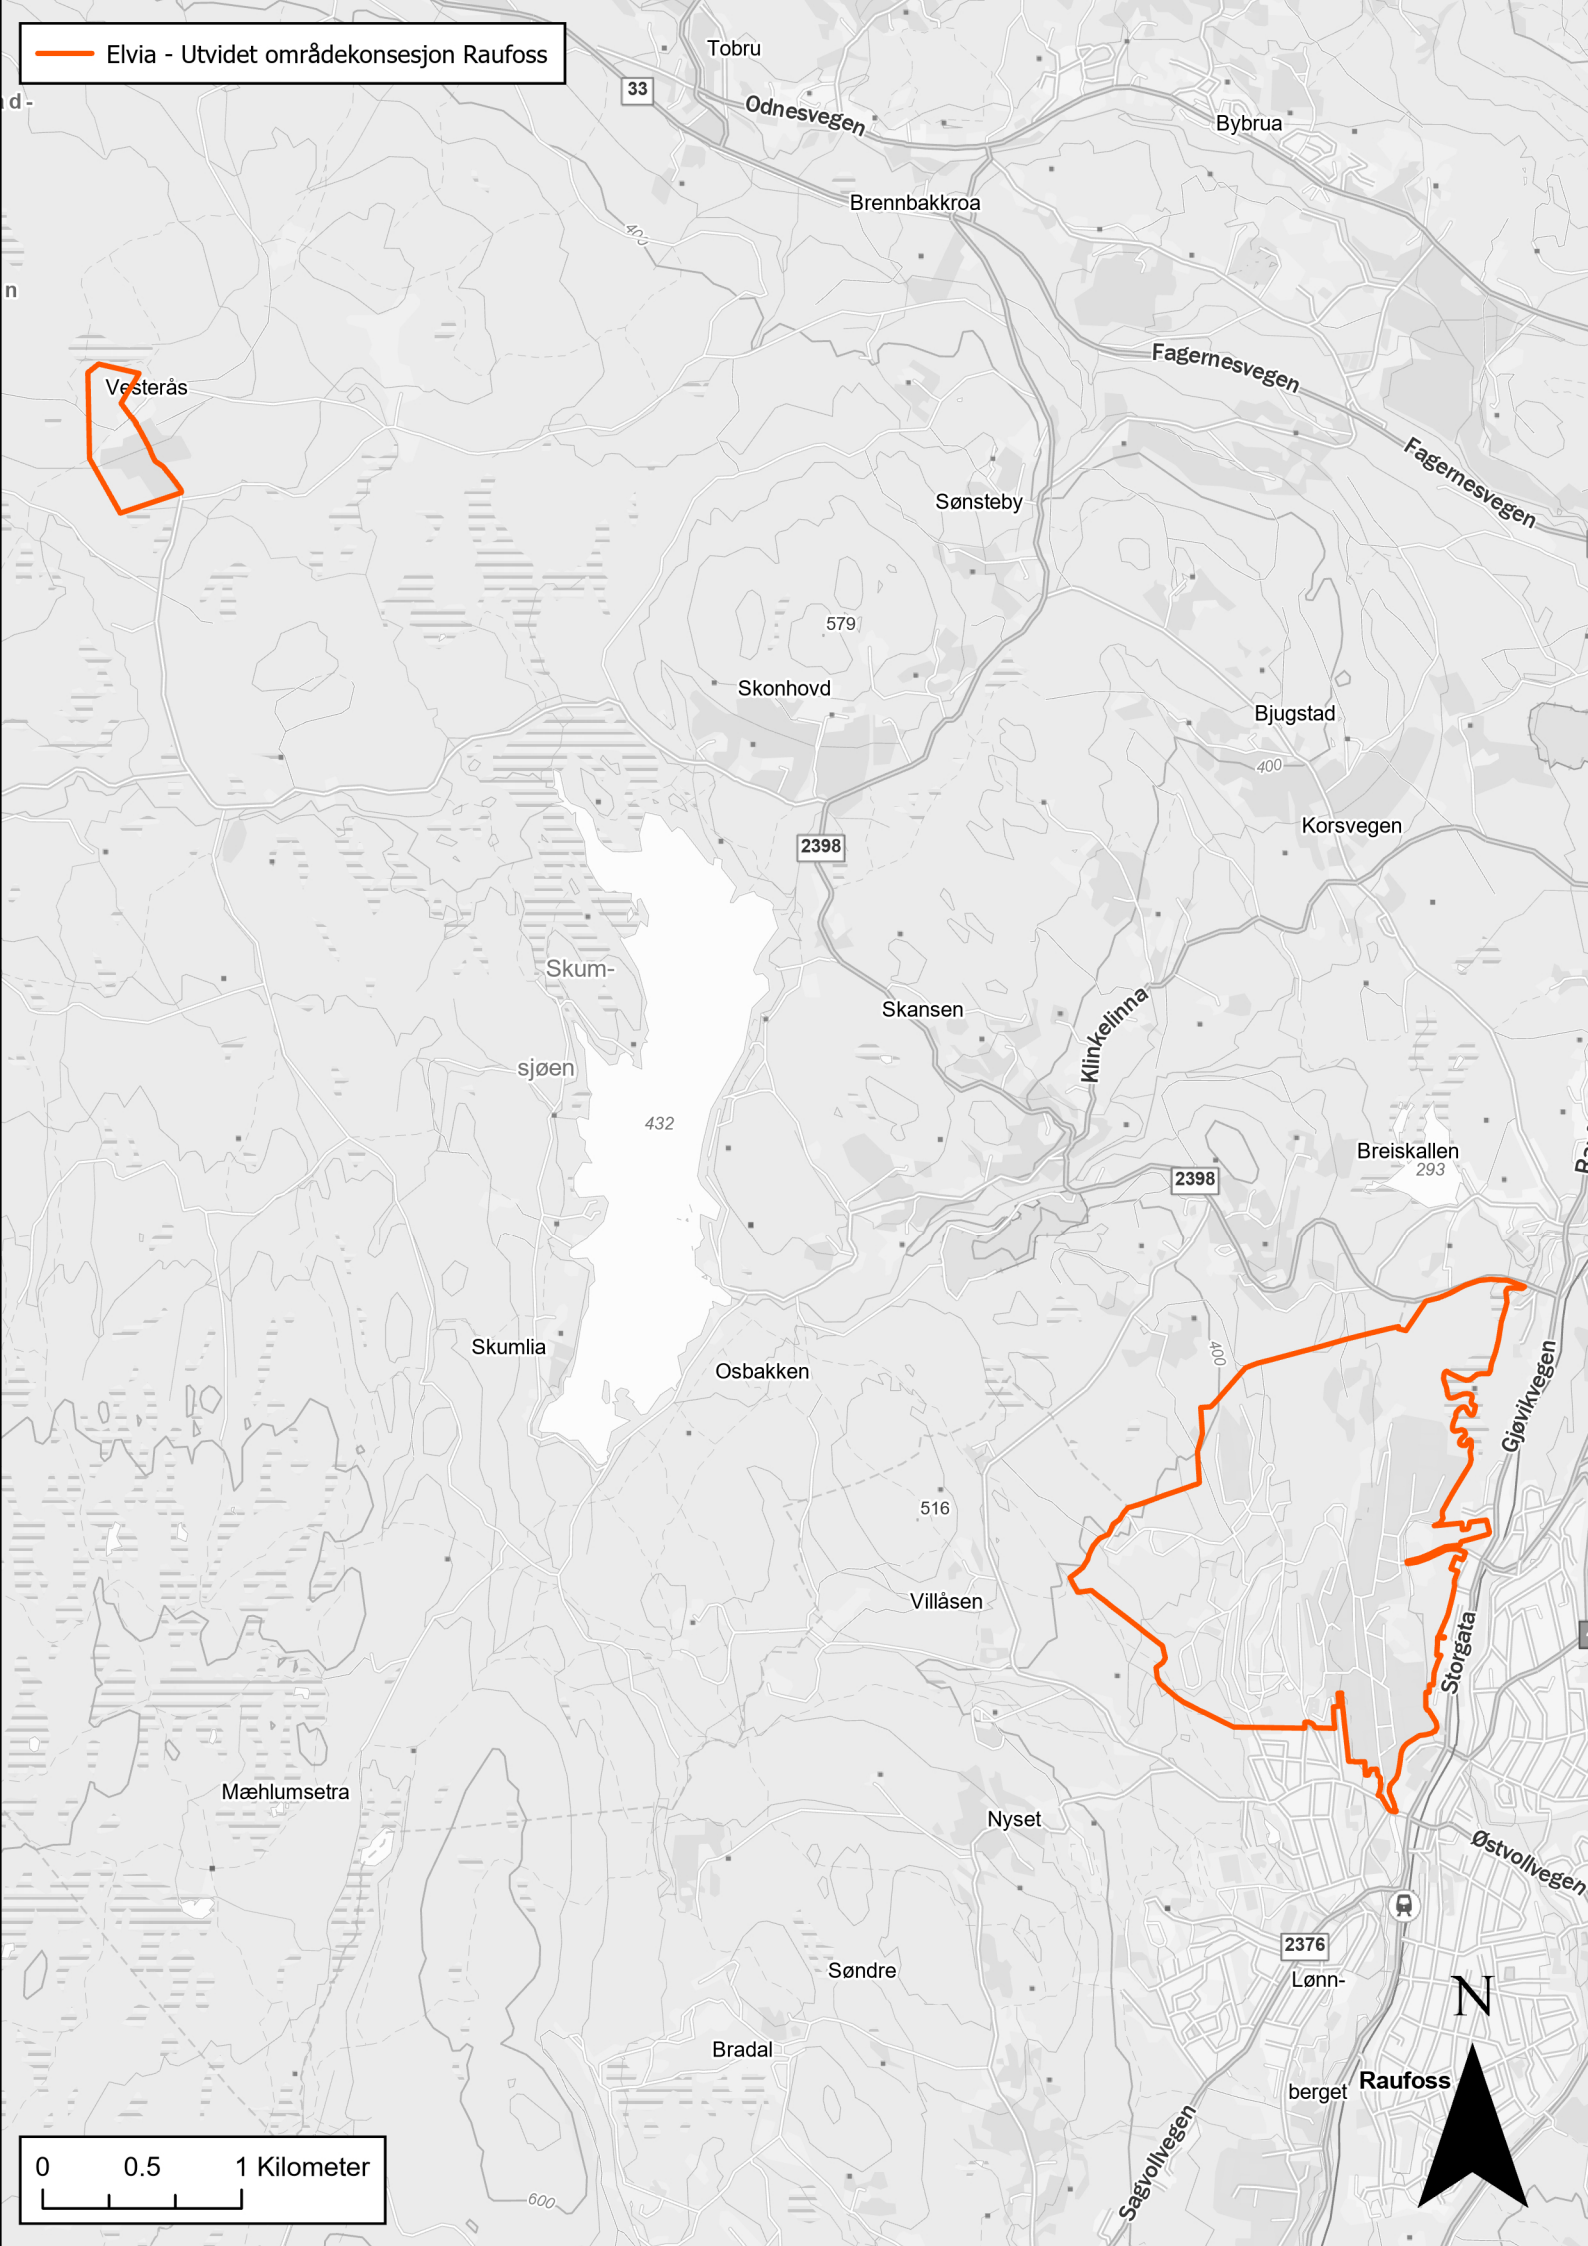 Elvia - Utvidet områdekonsesjon Raufoss
Tobru
33
Odnesvegen
Bybrua
Brennbakkroa
400
n
Fagernesvegen
Vesterås
Fagernesvegen
Sønsteby
579
Skonhovd
Bjugstad
400
Korsvegen
2398
Skum-
Skansen
Klinkelinna
sjøen
432
Breiskallen
293
2398
Skumlia
Osbakken
400
Gjøvikvegen
516
Villåsen
Storgata
Mæhlumsetra
Nyset
Østvollvegen
2376
Søndre
Lønn-
N
Bradal
Raufoss
berget
Sagvollvegen
600
0 0.5 1 Kilometer